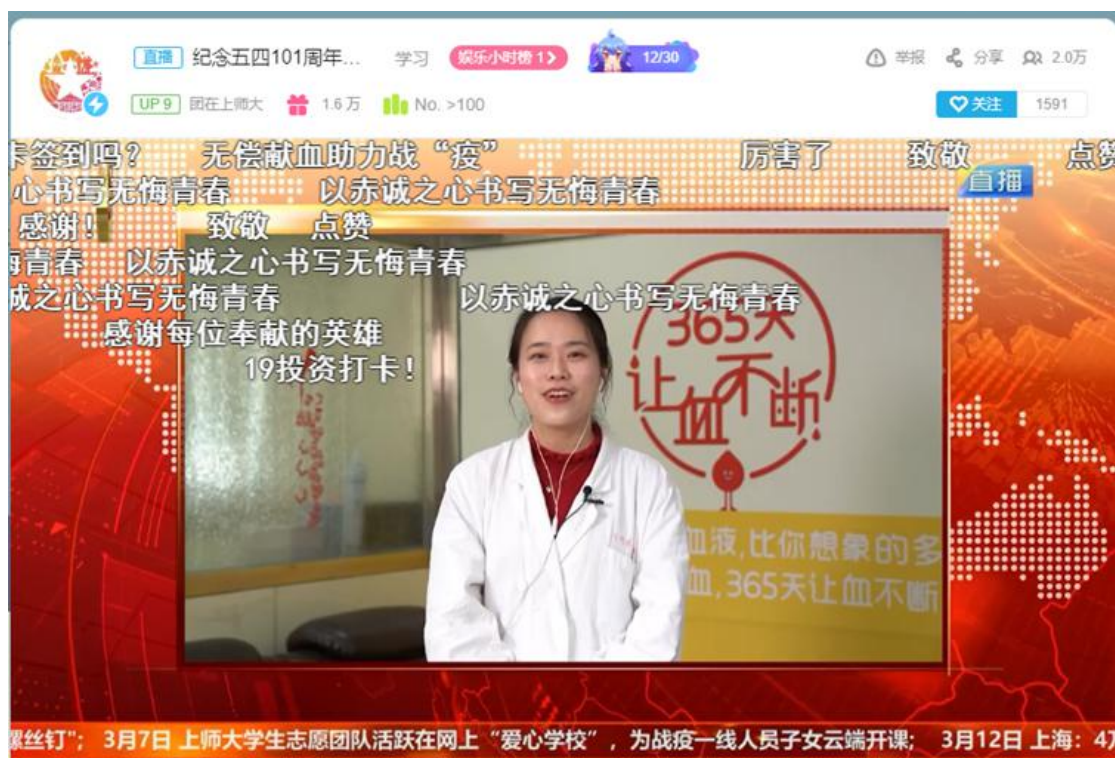 直播 纪念五四101周年... 学习 娱乐小时榜 1 12/30 举报 分享 2.0万
UP 9 团在上师大 1.6万 No. >100 关注 1591
卡签到吗? 无偿献血助力战“疫” 厉害了 致敬 点赞
心书写无悔青春 以赤诚之心书写无悔青春 直播
感谢! 致敬 点赞
悔青春 以赤诚之心书写无悔青春
诚之心书写无悔青春 以赤诚之心书写无悔青春
感谢每位奉献的英雄
19投资打卡!
365天
让血不断!
血液,比你想象的多
血,365天让血不断
螺丝钉"; 3月7日 上师大学生志愿团队活跃在网上“爱心学校”,为战疫一线人员子女云端开课; 3月12日 上海: 4万